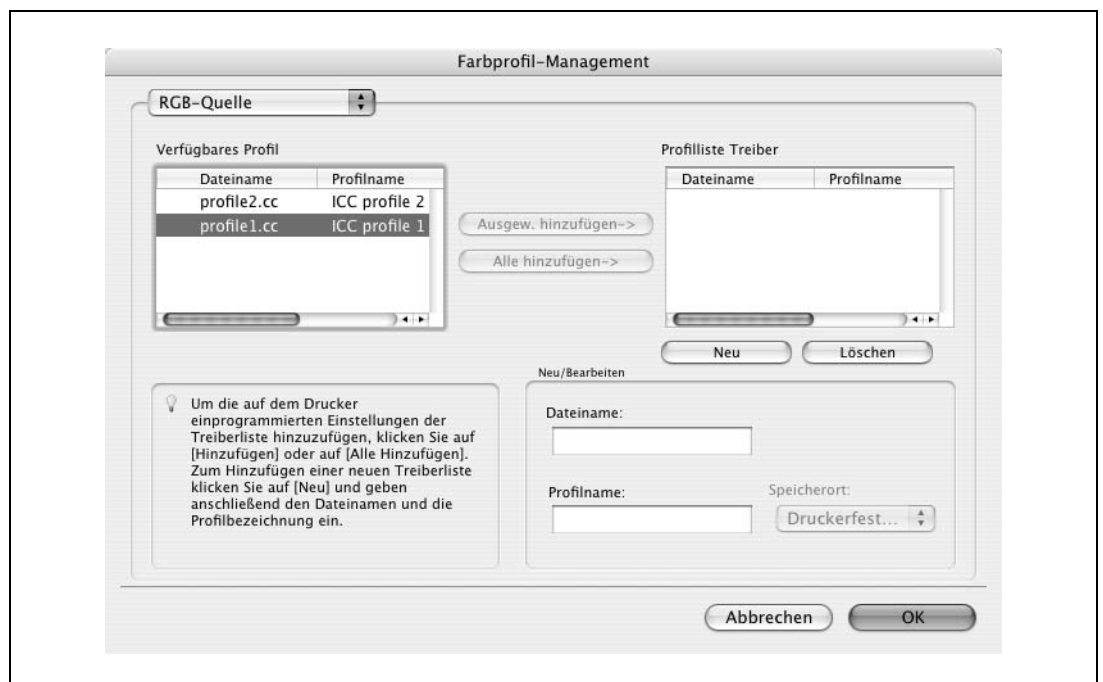 Farbprofil-Management
RGB-Quelle
Verfügbares Profil
Dateiname Profilname
profile2.cc ICC profile 2
profile1.cc ICC profile 1
Ausgew. hinzufügen->
Alle hinzufügen->
Profilliste Treiber
Dateiname Profilname
Neu Löschen
Um die auf dem Drucker
einprogrammierten Einstellungen der
Treiberliste hinzuzufügen, klicken Sie auf
[Hinzufügen] oder auf [Alle Hinzufügen].
Zum Hinzufügen einer neuen Treiberliste
klicken Sie auf [Neu] und geben
anschließend den Dateinamen und die
Profilbezeichnung ein.
Neu/Bearbeiten
Dateiname:
Profilname:
Speicherort:
Druckerfest...
Abbrechen OK